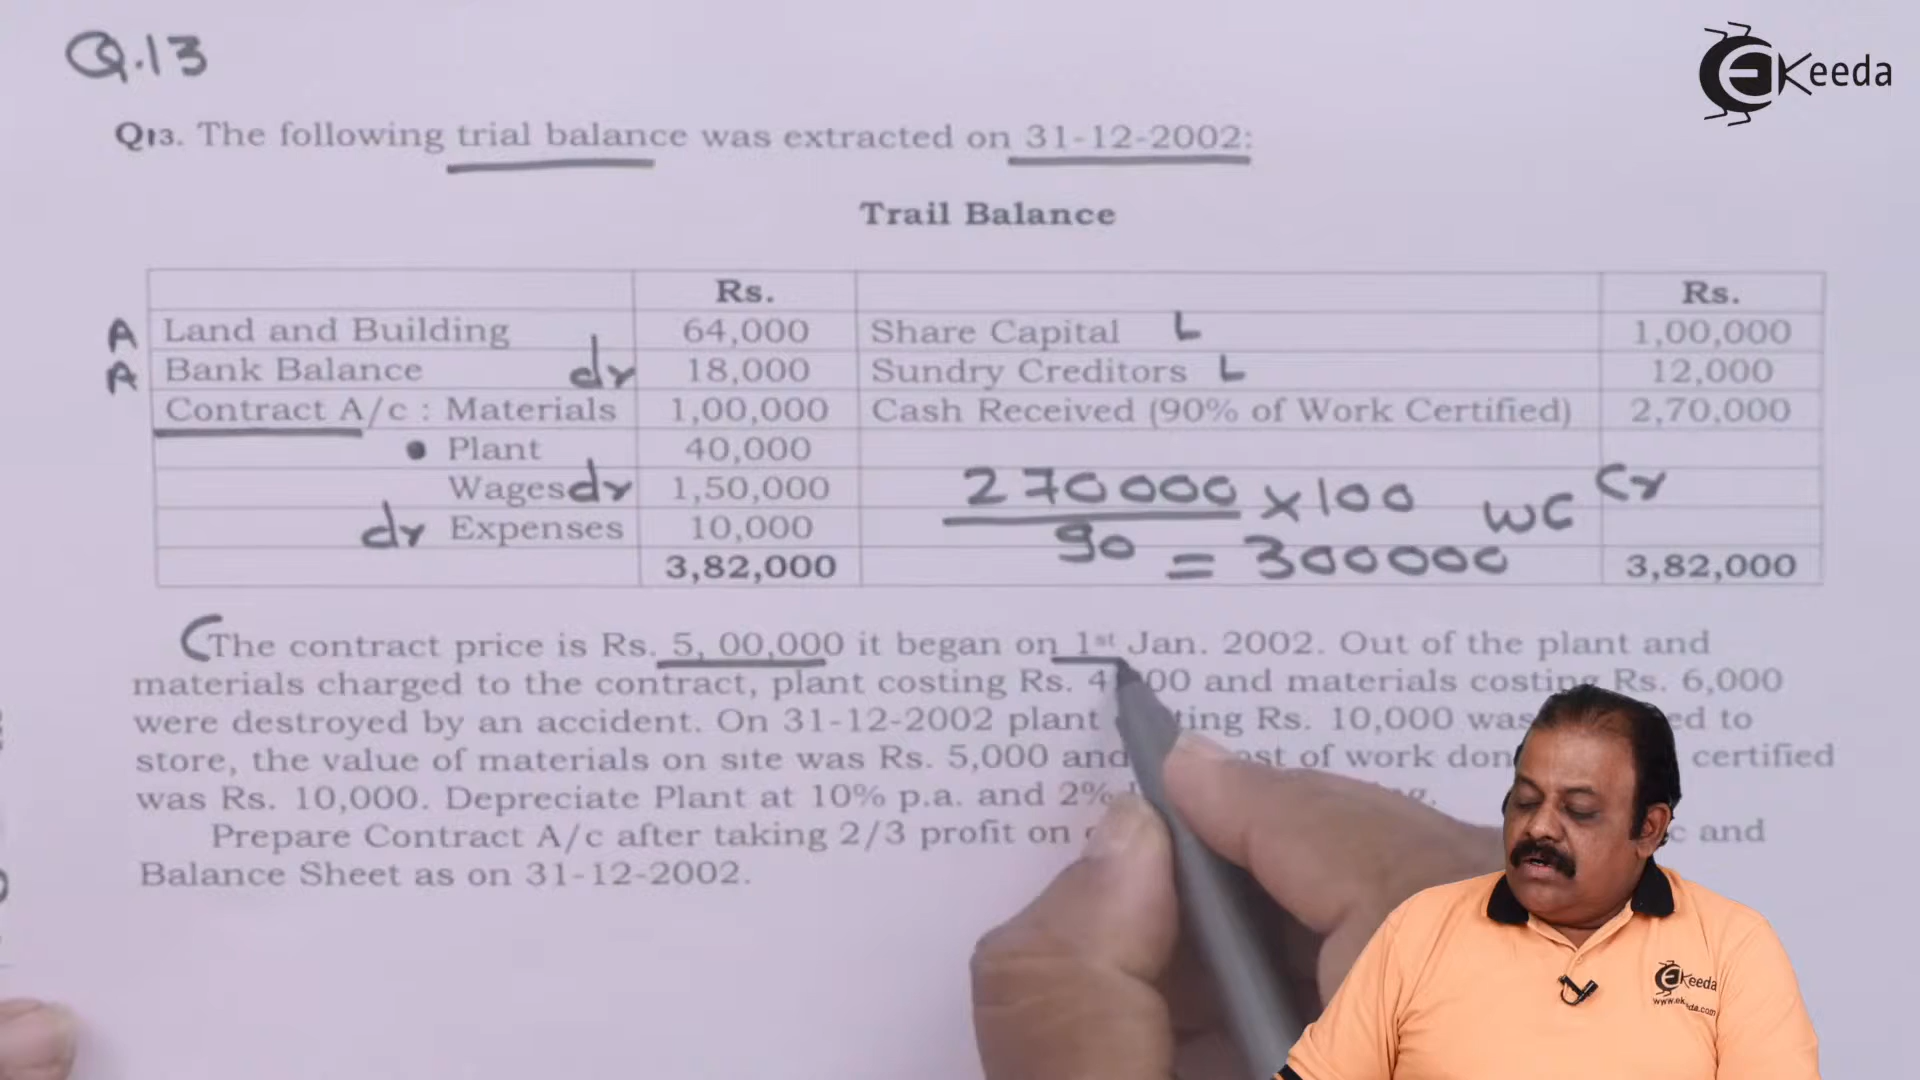 Q.13
EKeeda
Q13. The following trial balance was extracted on 31-12-2002:
Trail Balance
Rs. Rs.
A Land and Building 64,000 Share Capital L 1,00,000
A Bank Balance dr 18,000 Sundry Creditors L 12,000
Contract A/c : Materials 1,00,000 Cash Received (90% of Work Certified) 2,70,000
Plant 40,000
Wages dr 1,50,000 270000 x 100 WC Cr
dr Expenses 10,000 90 = 300000
3,82,000 3,82,000
(The contract price is Rs. 5, 00,000 it began on 1st Jan. 2002. Out of the plant and
materials charged to the contract, plant costing Rs. and materials costing Rs. 6,000
were destroyed by an accident. On 31-12-2002 plant Rs. 10,000 was to
store, the value of materials on site was Rs. 5,000 and of work certified
was Rs. 10,000. Depreciate Plant at 10% p.a. and 2%
Prepare Contract A/c after taking 2/3 profit on and
Balance Sheet as on 31-12-2002.
EKeeda